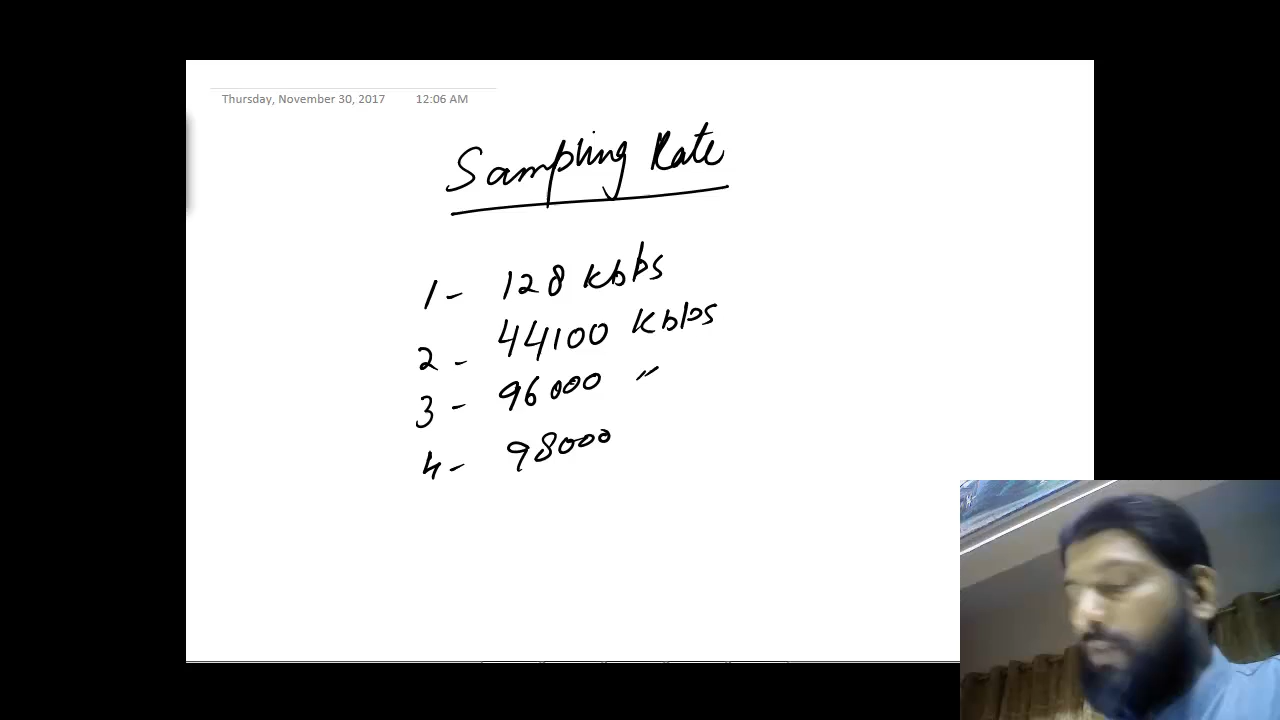 Thursday, November 30, 2017 12:06 AM
Sampling Rate
1 - 128 kbps
2 - 44100 kbps
3 - 96000 "
4 - 98000